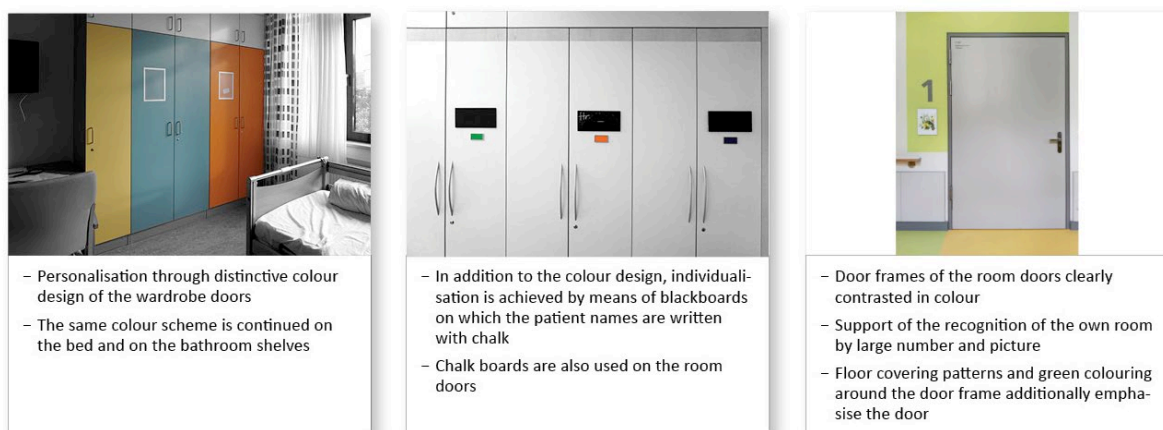 Hr.
1
– Personalisation through distinctive colour
design of the wardrobe doors
– The same colour scheme is continued on
the bed and on the bathroom shelves
– In addition to the colour design, individuali-
sation is achieved by means of blackboards
on which the patient names are written
with chalk
– Chalk boards are also used on the room
doors
– Door frames of the room doors clearly
contrasted in colour
– Support of the recognition of the own room
by large number and picture
– Floor covering patterns and green colouring
around the door frame additionally empha-
sise the door